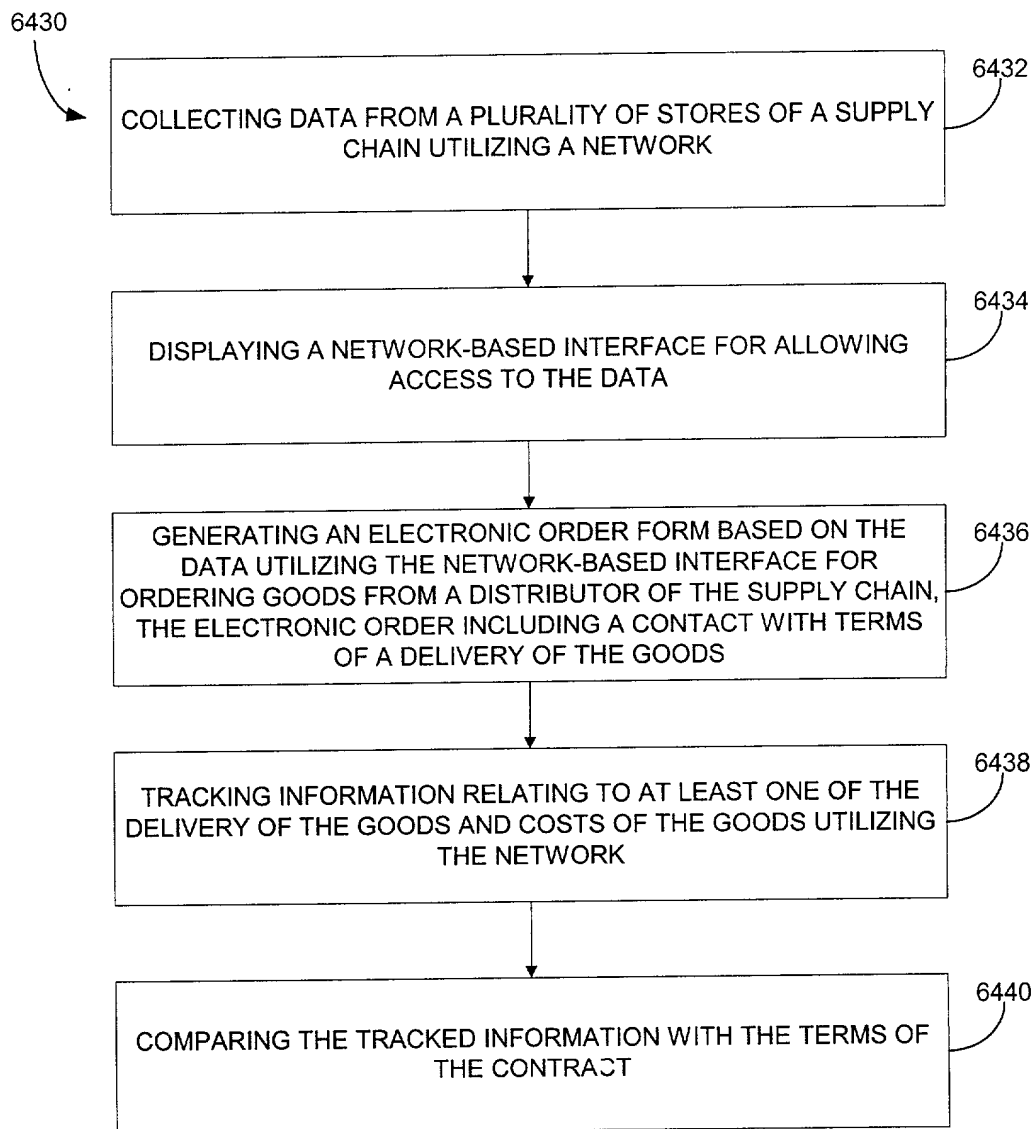 6430
6432
COLLECTING DATA FROM A PLURALITY OF STORES OF A SUPPLY
CHAIN UTILIZING A NETWORK
6434
DISPLAYING A NETWORK-BASED INTERFACE FOR ALLOWING
ACCESS TO THE DATA
6436
GENERATING AN ELECTRONIC ORDER FORM BASED ON THE
DATA UTILIZING THE NETWORK-BASED INTERFACE FOR
ORDERING GOODS FROM A DISTRIBUTOR OF THE SUPPLY CHAIN,
THE ELECTRONIC ORDER INCLUDING A CONTACT WITH TERMS
OF A DELIVERY OF THE GOODS
6438
TRACKING INFORMATION RELATING TO AT LEAST ONE OF THE
DELIVERY OF THE GOODS AND COSTS OF THE GOODS UTILIZING
THE NETWORK
6440
COMPARING THE TRACKED INFORMATION WITH THE TERMS OF
THE CONTRACT